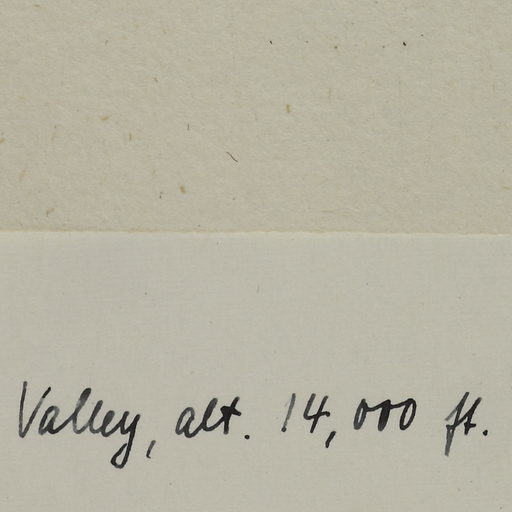 Valley, alt. 14,000 ft.